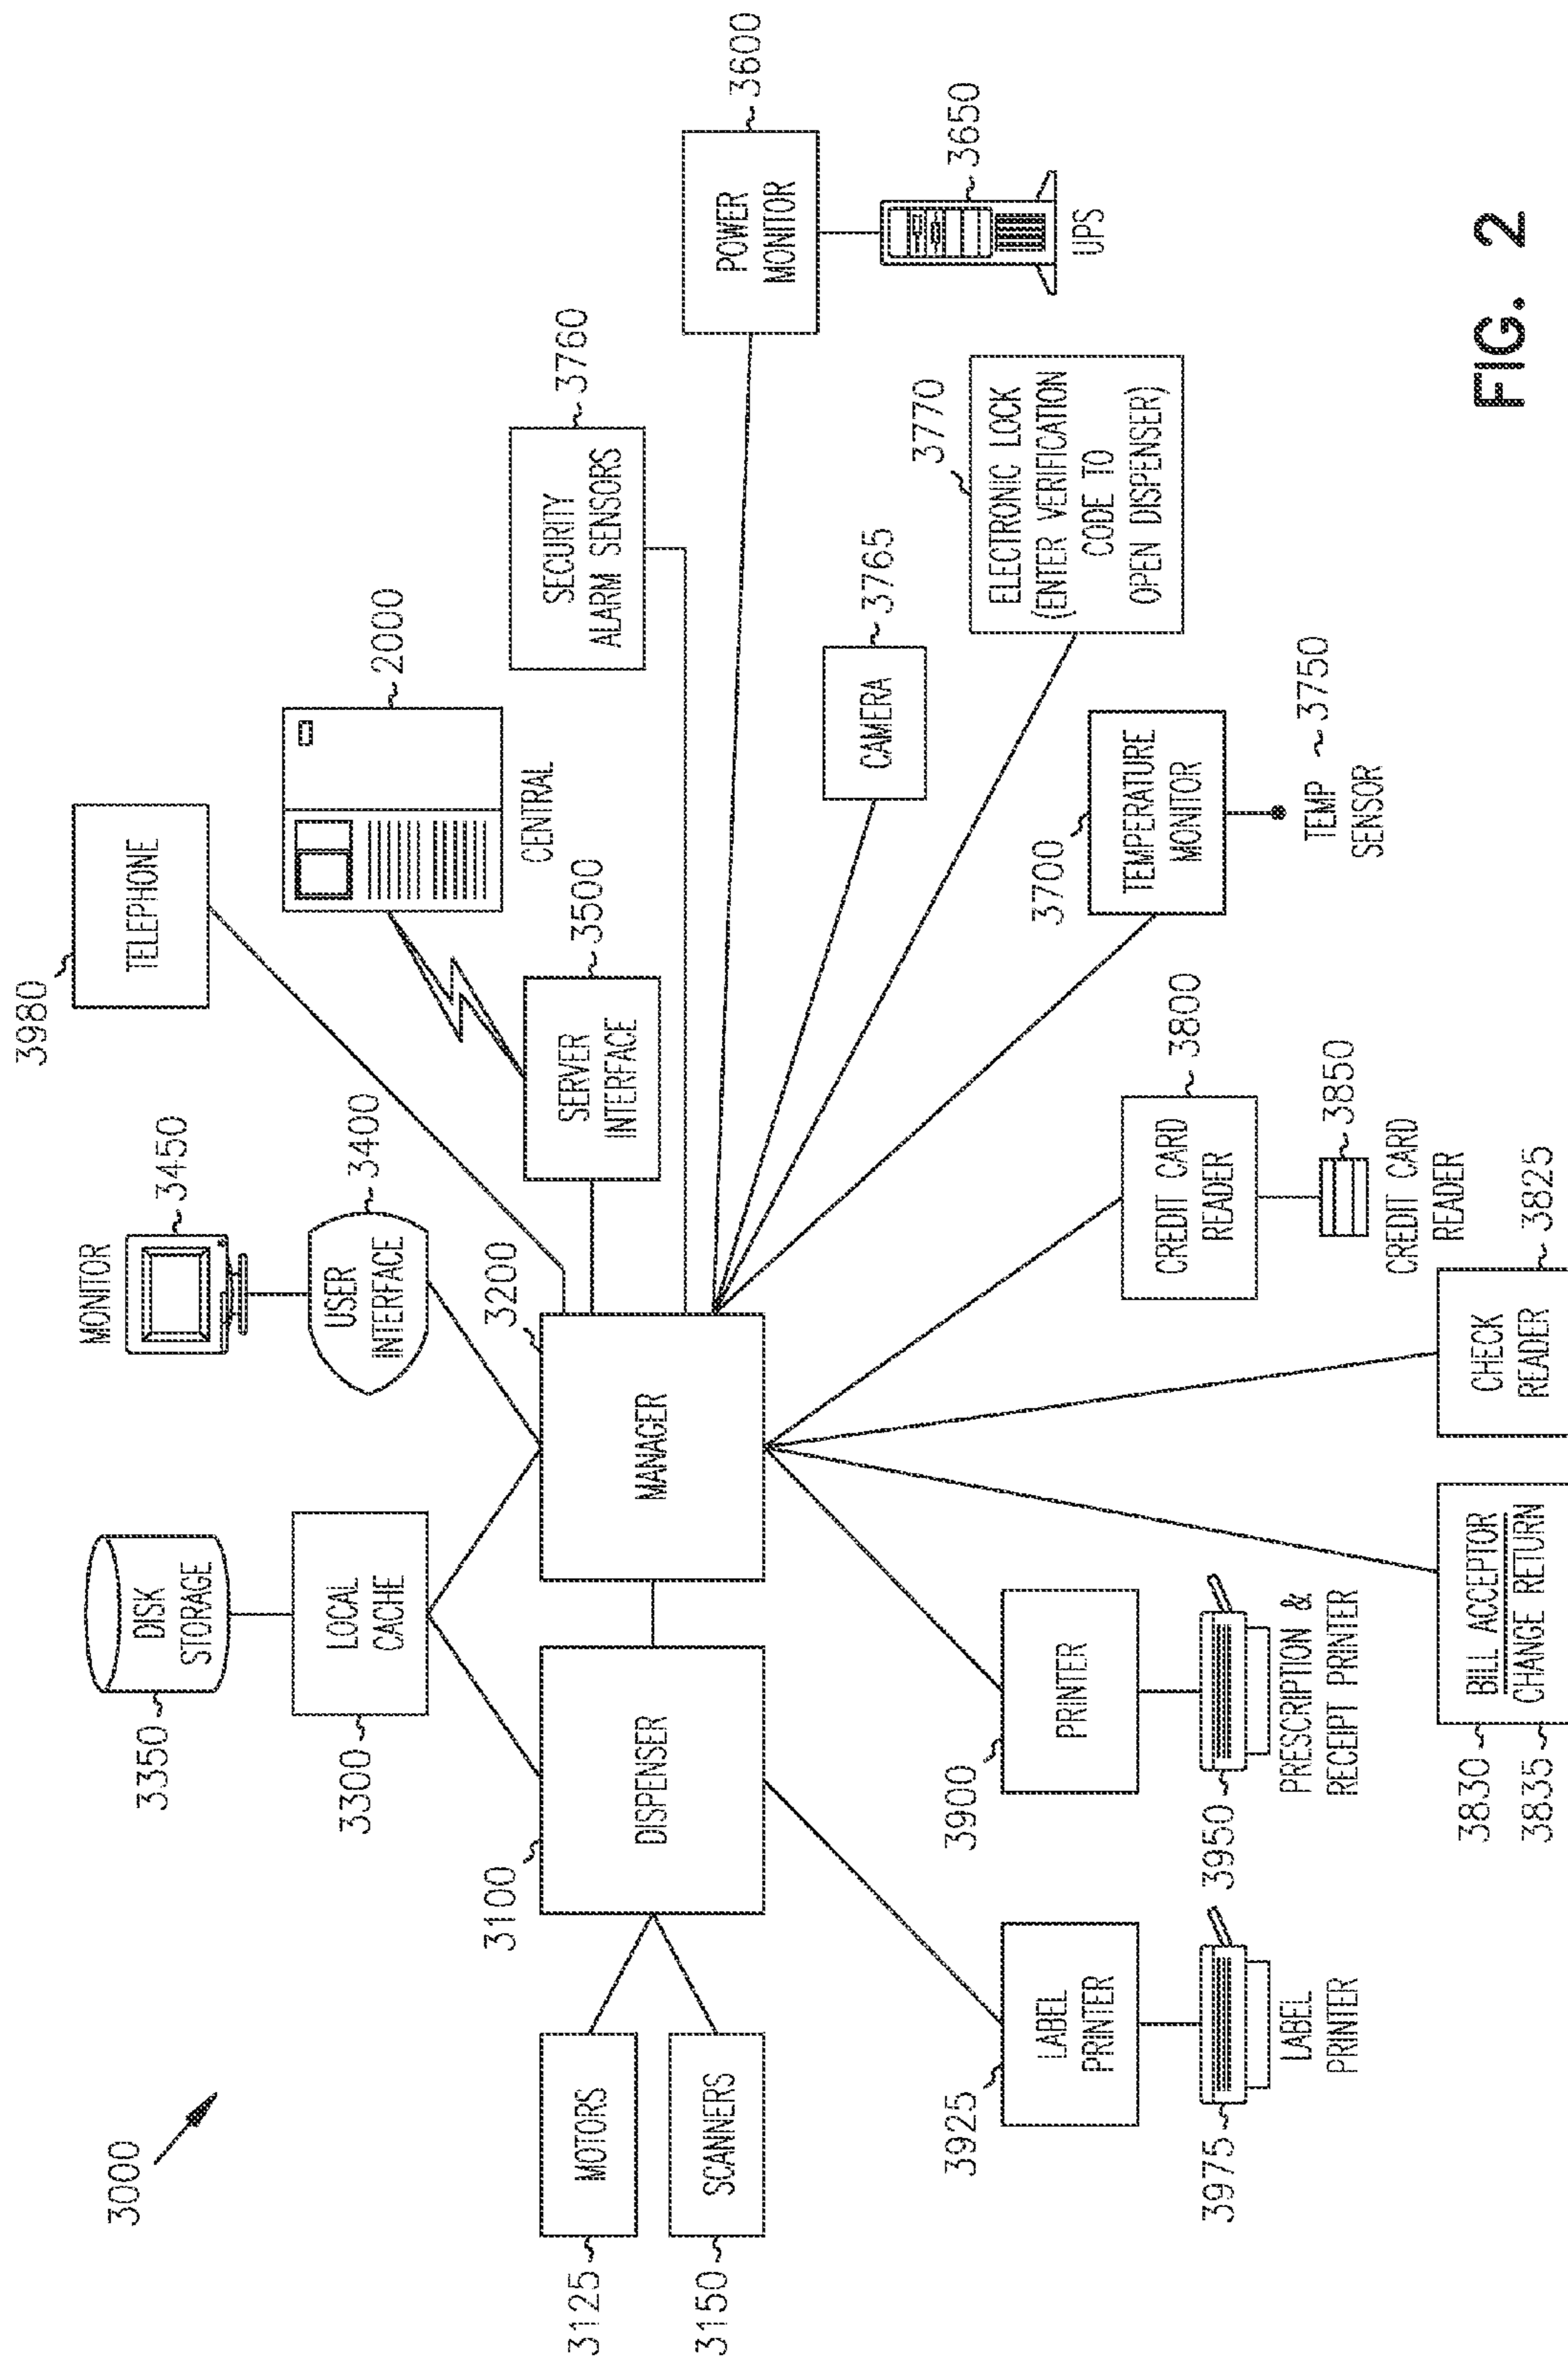 3000
MONITOR
3450
3980
TELEPHONE
3350
DISK
STORAGE
USER
INTERFACE
3400
2000
CENTRAL
3300
LOCAL
CACHE
3200
SERVER
INTERFACE
3500
SECURITY
ALARM SENSORS
3760
3100
DISPENSER
MANAGER
3125
MOTORS
3150
SCANNERS
POWER
MONITOR
3600
3650
UPS
CAMERA
3765
3770
ELECTRONIC LOCK
(ENTER VERIFICATION
CODE TO
OPEN DISPENSER)
3700
TEMPERATURE
MONITOR
TEMP
SENSOR
3750
3925
LABEL
PRINTER
3900
PRINTER
CREDIT CARD
READER
3800
3975
LABEL
PRINTER
3950
PRESCRIPTION &
RECEIPT PRINTER
3850
CREDIT CARD
READER
3830
BILL ACCEPTOR
3835
CHANGE RETURN
CHECK
READER
3825
FIG. 2